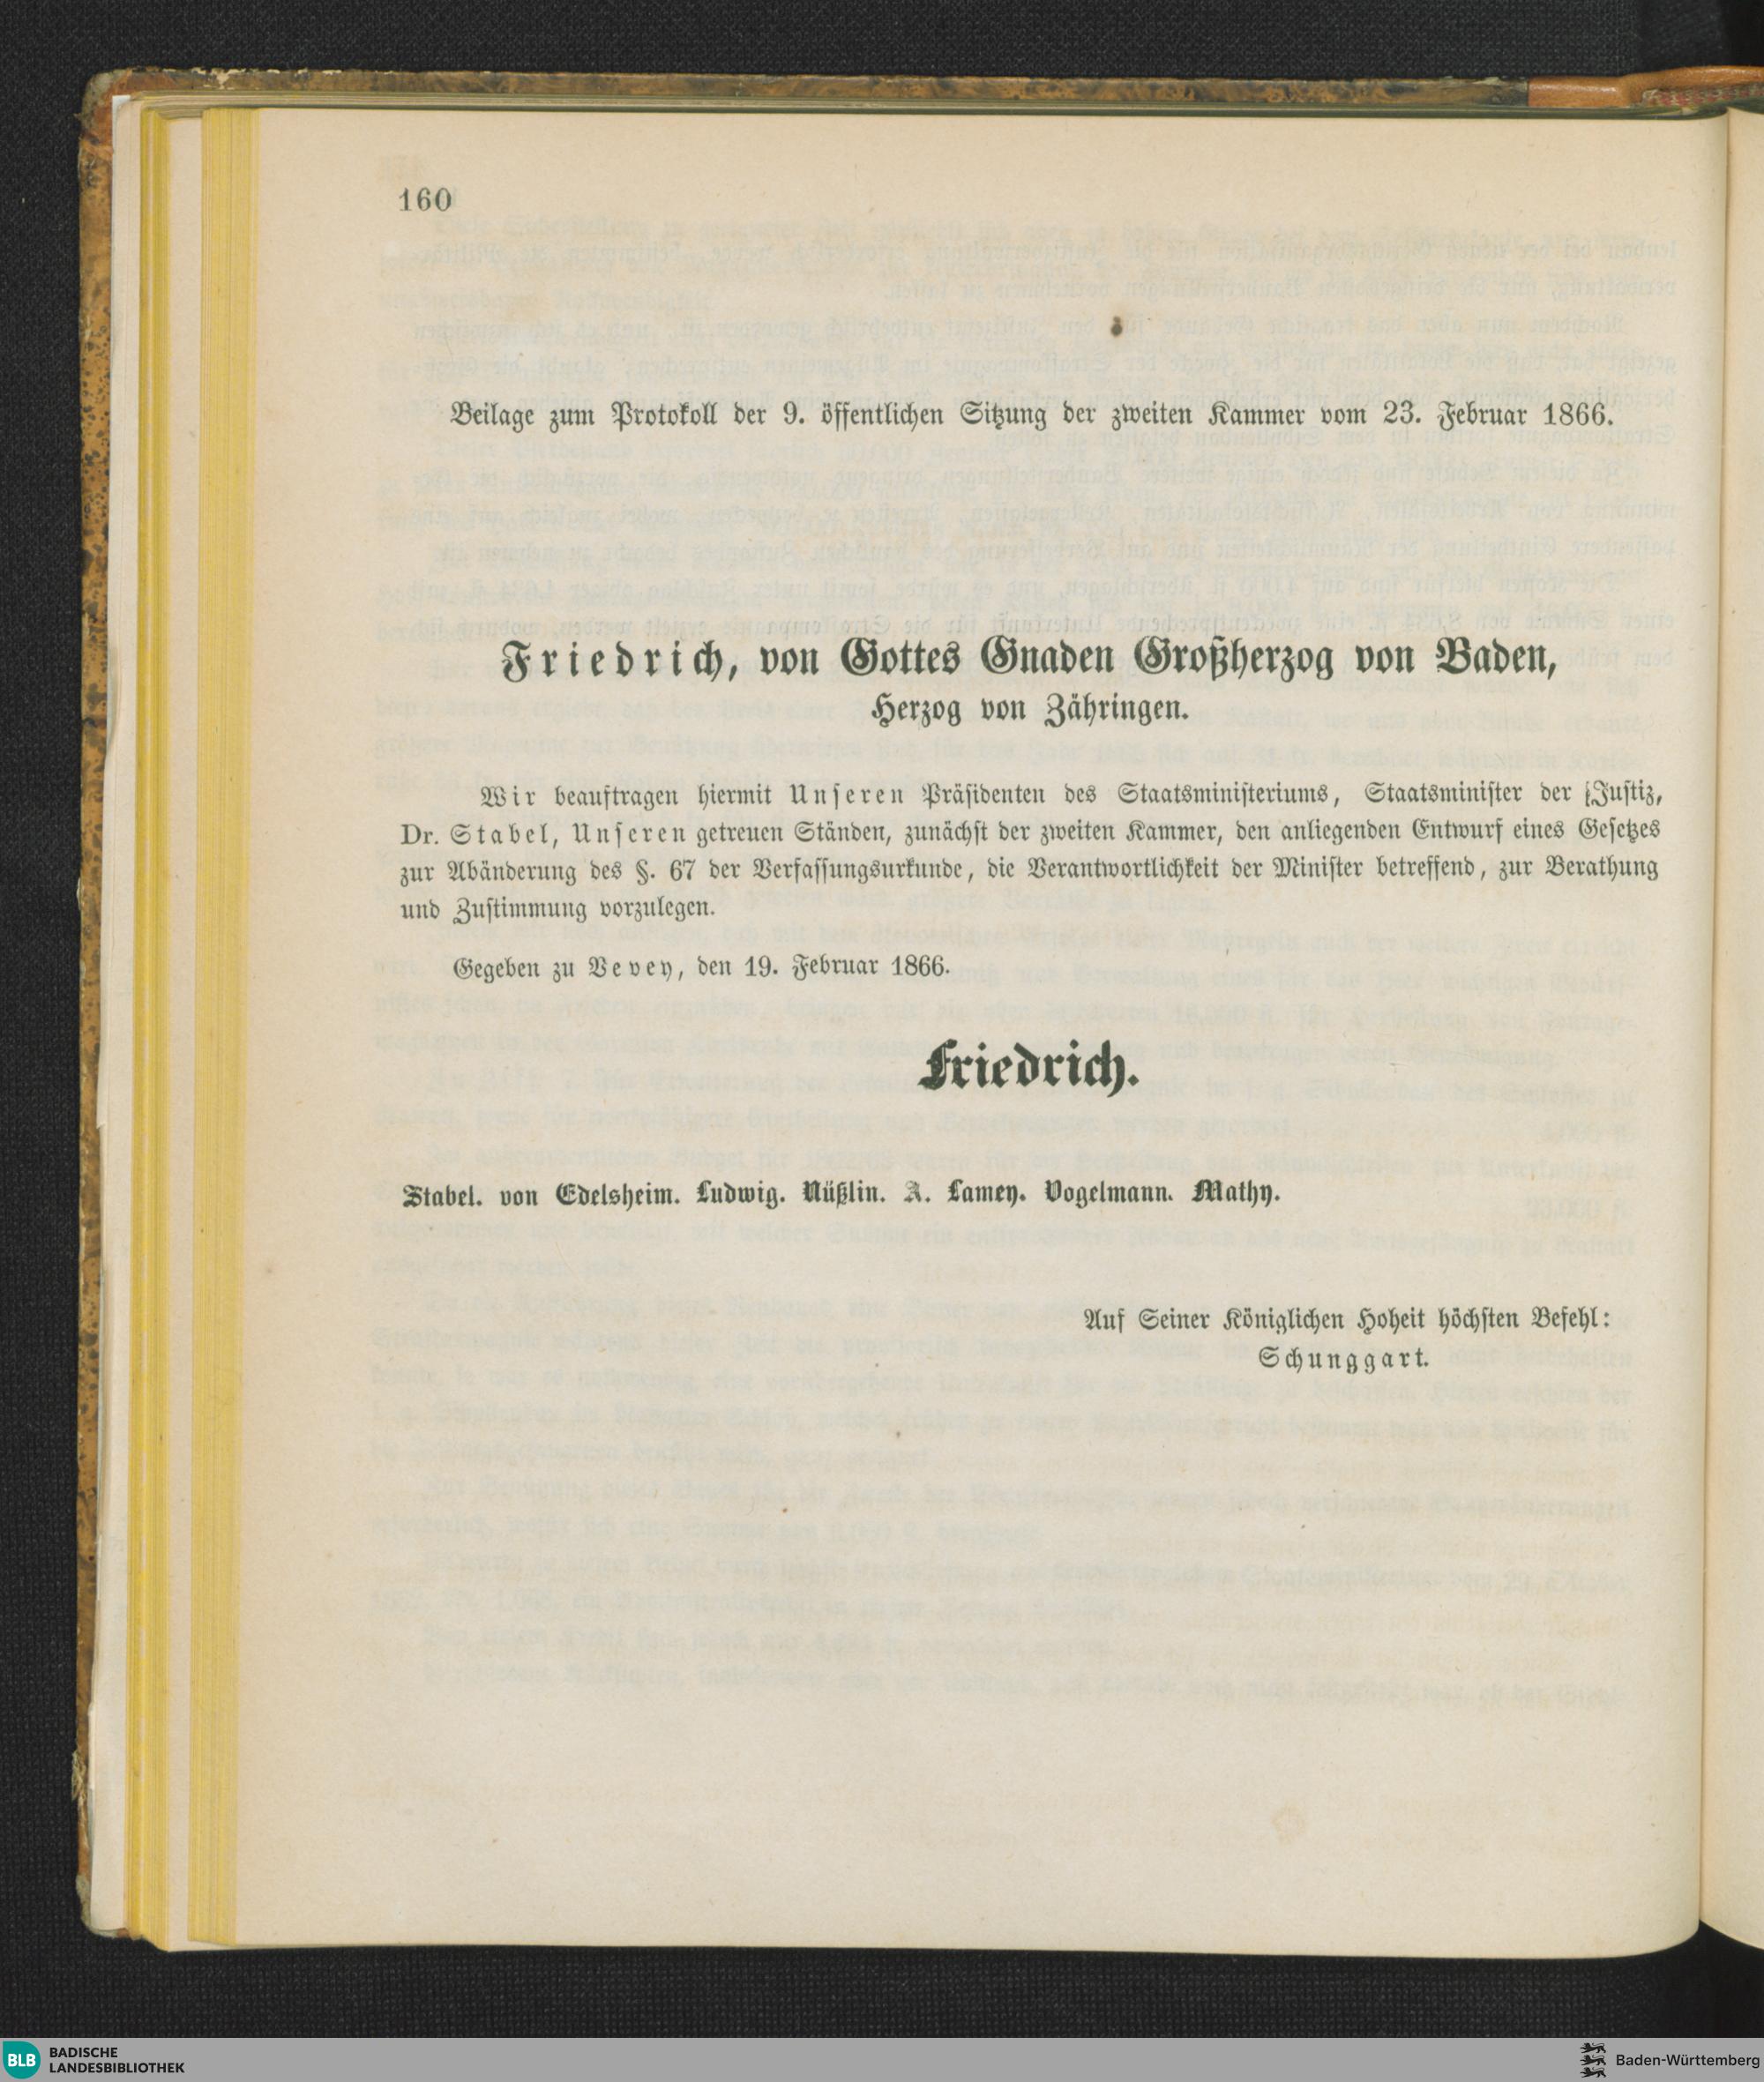 160
Beilage zum Protokoll der 9. öffentlichen Sitzung der zweiten Kammer vom 23. Februar 1866.
Friedrich, von Gottes Gnaden Großherzog von Baden,
Herzog von Zähringen.
Wir beauftragen hiermit Unseren Präsidenten des Staatsministeriums, Staatsminister der Justiz,
Dr. Stabel, Unseren getreuen Ständen, zunächst der zweiten Kammer, den anliegenden Entwurf eines Gesetzes
zur Abänderung des §. 67 der Verfassungsurkunde, die Verantwortlichkeit der Minister betreffend, zur Berathung
und Zustimmung vorzulegen.
Gegeben zu Vevey, den 19. Februar 1866.
Friedrich.
Stabel. von Edelsheim. Ludwig. Nüßlin. A. Lamey. Vogelmann. Mathy.
Auf Seiner Königlichen Hoheit höchsten Befehl:
Schunggart.
BLB BADISCHE
LANDESBIBLIOTHEK
Baden-Württemberg